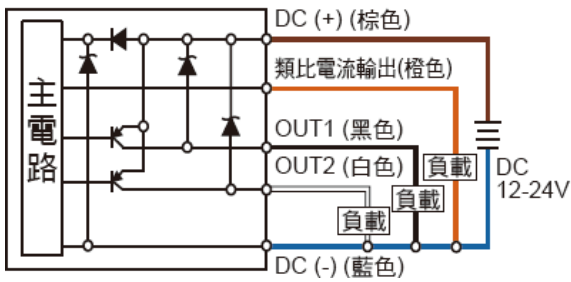 DC (+) (棕色)
主電路
類比電流輸出(橙色)
OUT1 (黑色)
OUT2 (白色)
負載
負載
負載
DC
12-24V
DC (-) (藍色)